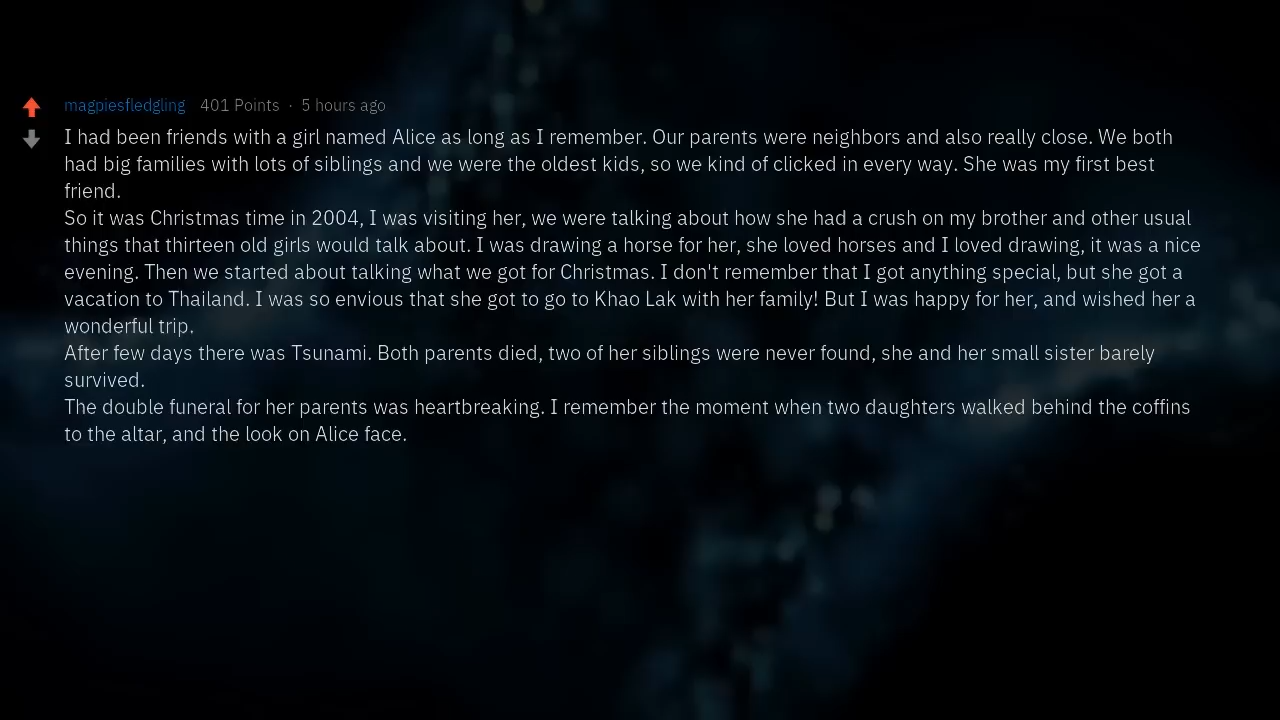 magpiesfledgling 401 Points · 5 hours ago
I had been friends with a girl named Alice as long as I remember. Our parents were neighbors and also really close. We both
had big families with lots of siblings and we were the oldest kids, so we kind of clicked in every way. She was my first best
friend.
So it was Christmas time in 2004, I was visiting her, we were talking about how she had a crush on my brother and other usual
things that thirteen old girls would talk about. I was drawing a horse for her, she loved horses and I loved drawing, it was a nice
evening. Then we started about talking what we got for Christmas. I don't remember that I got anything special, but she got a
vacation to Thailand. I was so envious that she got to go to Khao Lak with her family! But I was happy for her, and wished her a
wonderful trip.
After few days there was Tsunami. Both parents died, two of her siblings were never found, she and her small sister barely
survived.
The double funeral for her parents was heartbreaking. I remember the moment when two daughters walked behind the coffins
to the altar, and the look on Alice face.